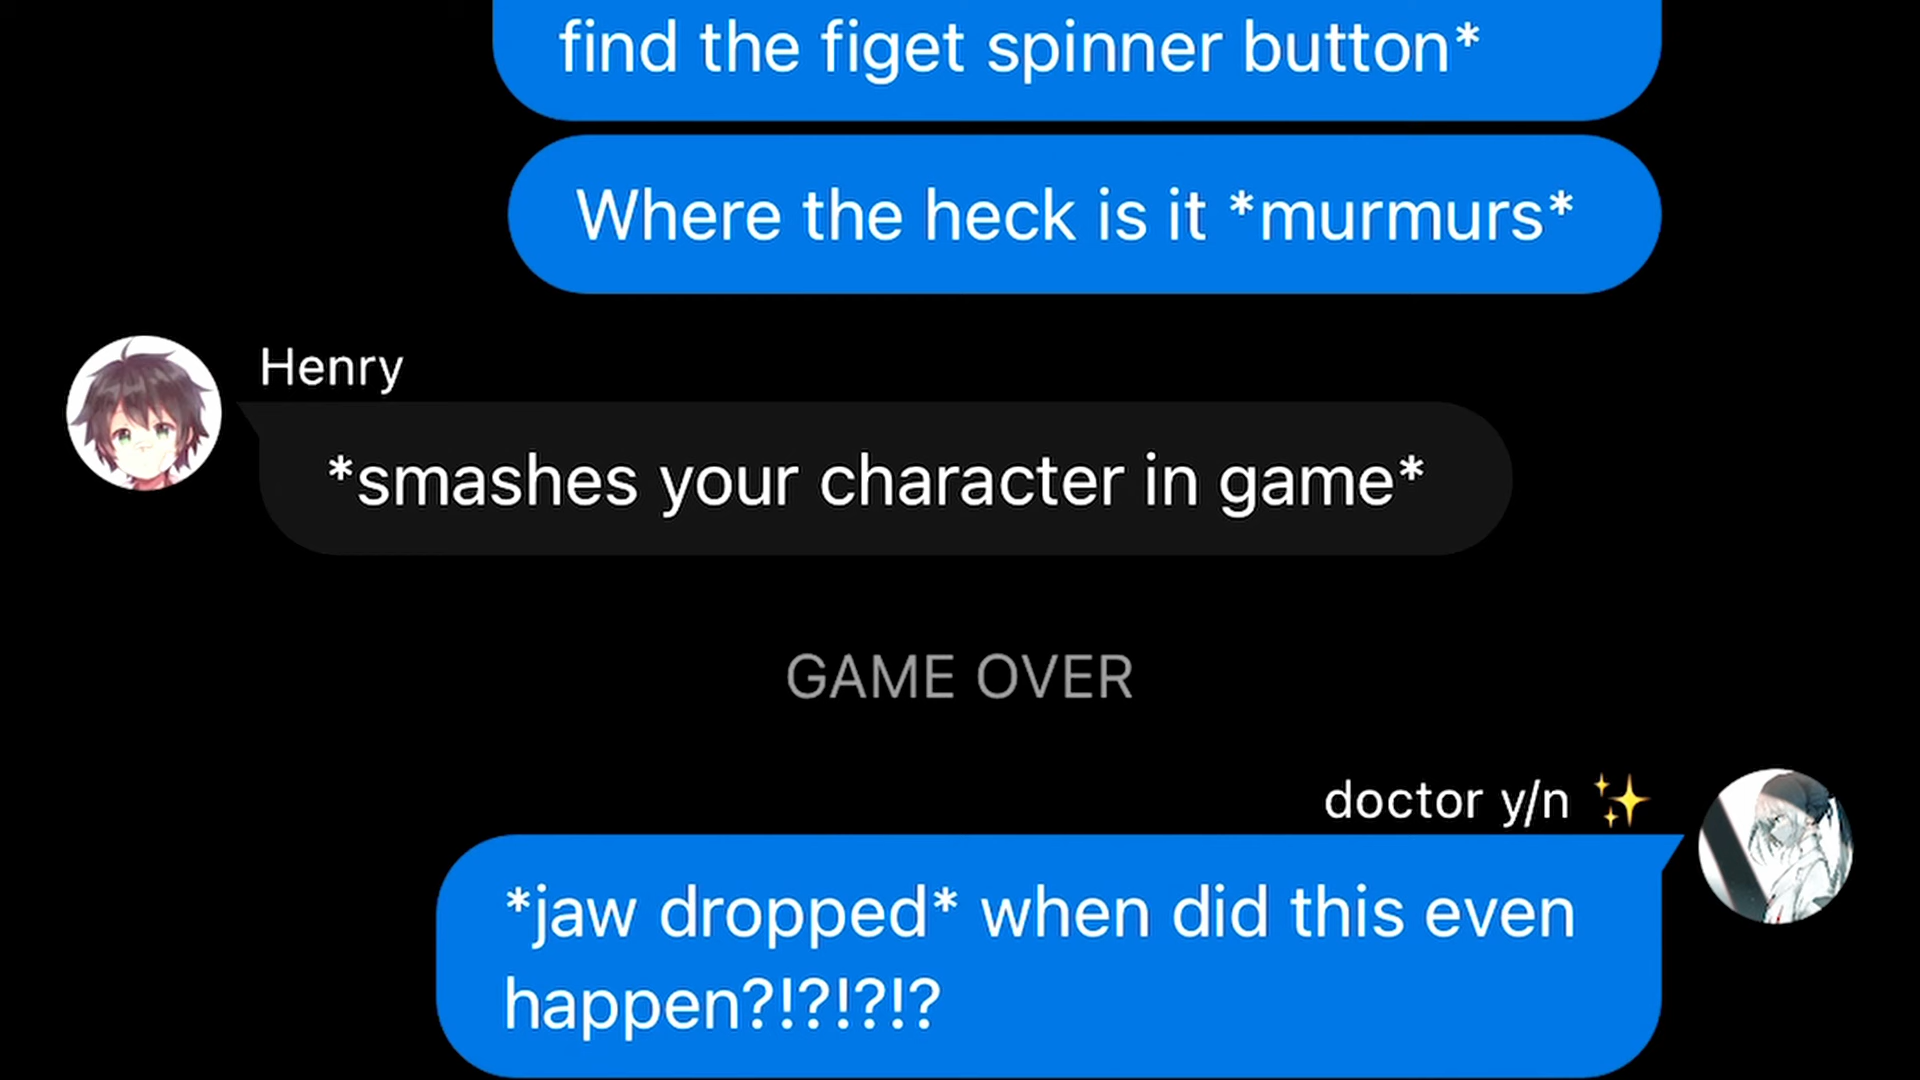 find the figet spinner button*
Where the heck is it *murmurs*
Henry
*smashes your character in game*
GAME OVER
doctor y/n ✨
*jaw dropped* when did this even
happen?!?!?!?